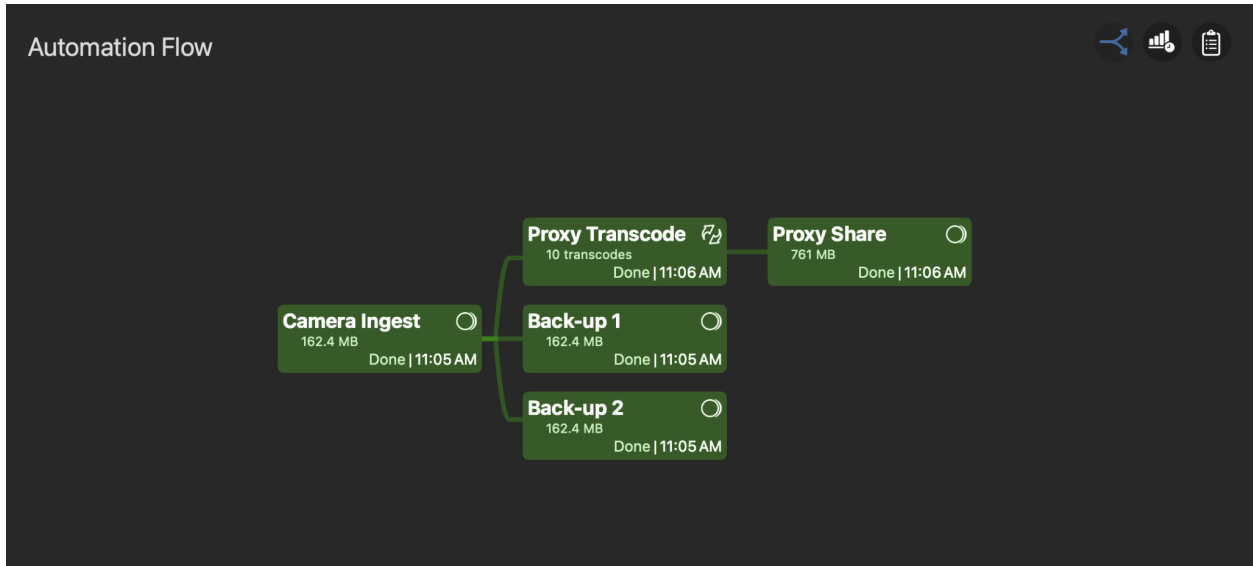 Automation Flow
Proxy Transcode
10 transcodes
Done | 11:06 AM
Proxy Share
761 MB
Done | 11:06 AM
Camera Ingest
162.4 MB
Done | 11:05 AM
Back-up 1
162.4 MB
Done | 11:05 AM
Back-up 2
162.4 MB
Done | 11:05 AM